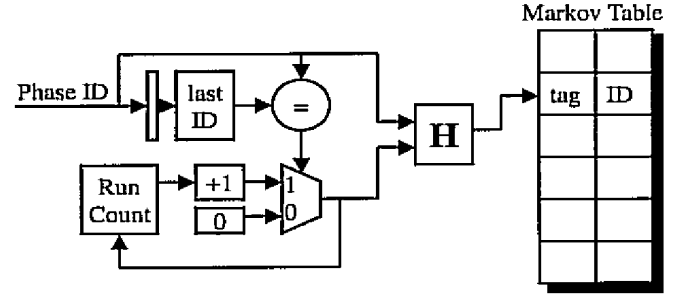 Markov Table
Phase ID
last
ID
=
tag
ID
H
Run
Count
+1
1
0
0